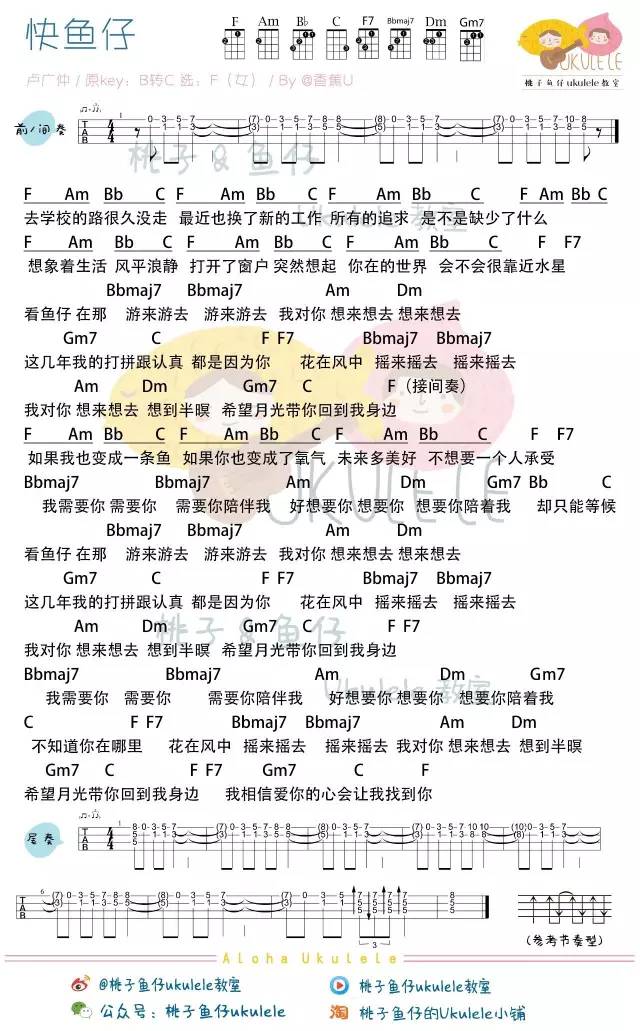 快鱼仔
F Am Bb C F7 Bbmaj7 Dm Gm7
UKULELE
桃子鱼仔ukulele教室
卢广仲 / 原key：B转C 选：F（女） / By @香蕉U
前/间奏
桃子 & 鱼仔
Ukulele 教室
F Am Bb C F Am Bb C F Am Bb C F Am Bb C
去学校的路很久没走 最近也换了新的工作 所有的追求 是不是缺少了什么
F Am Bb C F Am Bb C F Am Bb C F F7
想象着生活 风平浪静 打开了窗户 突然想起 你在的世界 会不会很靠近水星
Bbmaj7 Bbmaj7 Am Dm
看鱼仔 在那 游来游去 游来游去 我对你 想来想去 想来想去
Gm7 C F F7 Bbmaj7 Bbmaj7
这几年我的打拼跟认真 都是因为你 花在风中 摇来摇去 摇来摇去
Am Dm Gm7 C F（接间奏）
我对你 想来想去 想到半暝 希望月光带你回到我身边
F Am Bb C F Am Bb C F Am Bb C F F7
如果我也变成一条鱼 如果你也变成了氧气 未来多美好 不想要一个人承受
UKULELE
Bbmaj7 Bbmaj7 Am Dm Gm7 Bb C
我需要你 需要你 需要你陪伴我 好想要你 想要你 想要你陪着我 却只能等候
Bbmaj7 Bbmaj7 Am Dm
看鱼仔 在那 游来游去 游来游去 我对你 想来想去 想来想去
Gm7 C F F7 Bbmaj7 Bbmaj7
这几年我的打拼跟认真 都是因为你 花在风中 摇来摇去 摇来摇去
Am Dm Gm7 C F F7
桃子 & 鱼仔
我对你 想来想去 想到半暝 希望月光带你回到我身边
Bbmaj7 Bbmaj7 Am Dm Gm7
Ukulele 教室
我需要你 需要你 需要你陪伴我 好想要你 想要你 想要你陪着我
C F F7 Bbmaj7 Bbmaj7 Am Dm
不知道你在哪里 花在风中 摇来摇去 摇来摇去 我对你 想来想去 想到半暝
Gm7 C F F7 Gm7 C F
希望月光带你回到我身边 我相信爱你的心会让我找到你
尾奏
3
（参考节奏型）
Aloha Ukulele
@桃子鱼仔ukulele教室 桃子鱼仔ukulele教室
公众号：桃子鱼仔ukulele 淘 桃子鱼仔的Ukulele小铺